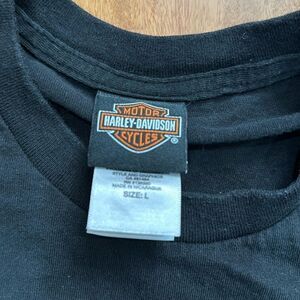 MOTOR
HARLEY-DAVIDSON
CYCLES
STYLE AND GRAPHICS
MADE IN NICARAGUA
SIZE: L